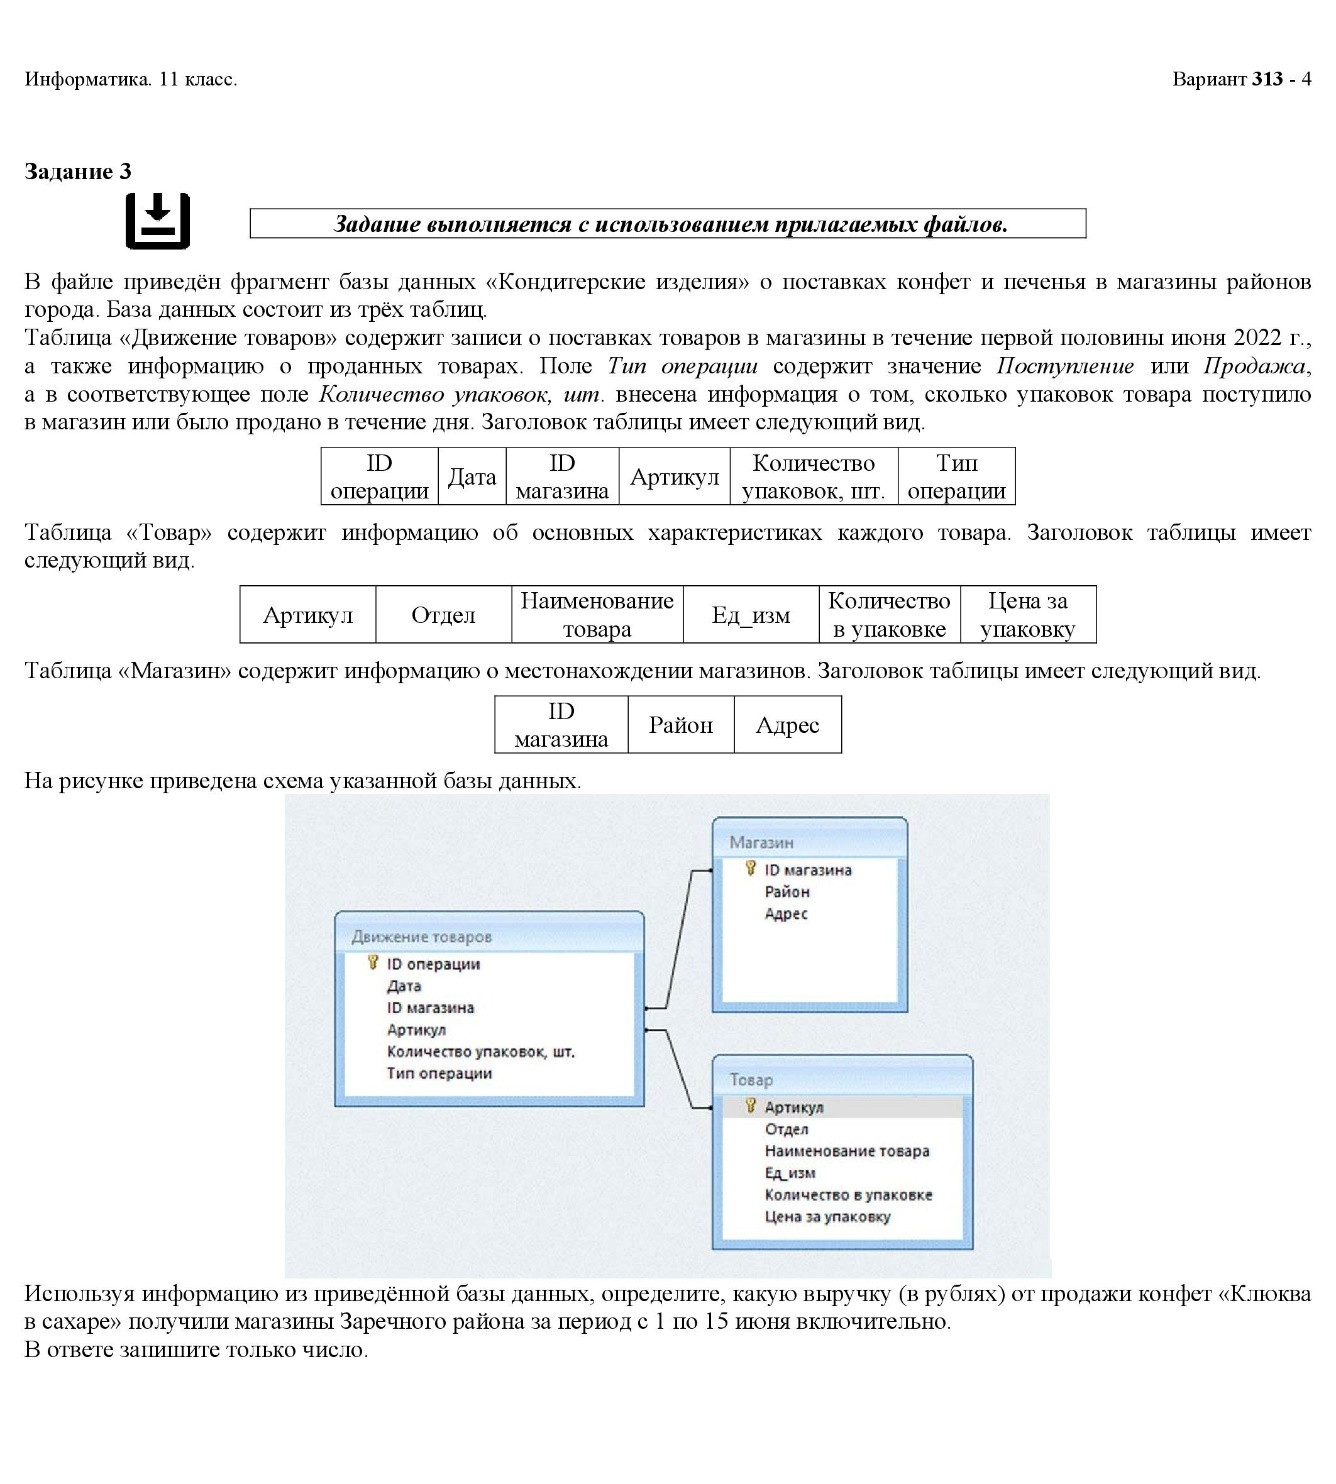 Информатика. 11 класс.
Вариант 313 - 4
Задание 3
Задание выполняется с использованием прилагаемых файлов.
В файле приведён фрагмент базы данных «Кондитерские изделия» о поставках конфет и печенья в магазины районов
города. База данных состоит из трёх таблиц.
Таблица «Движение товаров» содержит записи о поставках товаров в магазины в течение первой половины июня 2022 г.,
а также информацию о проданных товарах. Поле Тип операции содержит значение Поступление или Продажа,
а в соответствующее поле Количество упаковок, шт. внесена информация о том, сколько упаковок товара поступило
в магазин или было продано в течение дня. Заголовок таблицы имеет следующий вид.
ID
операции
Дата
ID
магазина
Артикул
Количество
упаковок, шт.
Тип
операции
Таблица «Товар» содержит информацию об основных характеристиках каждого товара. Заголовок таблицы имеет
следующий вид.
Артикул
Отдел
Наименование
товара
Ед_изм
Количество
в упаковке
Цена за
упаковку
Таблица «Магазин» содержит информацию о местонахождении магазинов. Заголовок таблицы имеет следующий вид.
ID
магазина
Район
Адрес
На рисунке приведена схема указанной базы данных.
Магазин
ID магазина
Район
Адрес
Движение товаров
ID операции
Дата
ID магазина
Артикул
Количество упаковок, шт.
Тип операции
Товар
Артикул
Отдел
Наименование товара
Ед_изм
Количество в упаковке
Цена за упаковку
Используя информацию из приведённой базы данных, определите, какую выручку (в рублях) от продажи конфет «Клюква
в сахаре» получили магазины Заречного района за период с 1 по 15 июня включительно.
В ответе запишите только число.